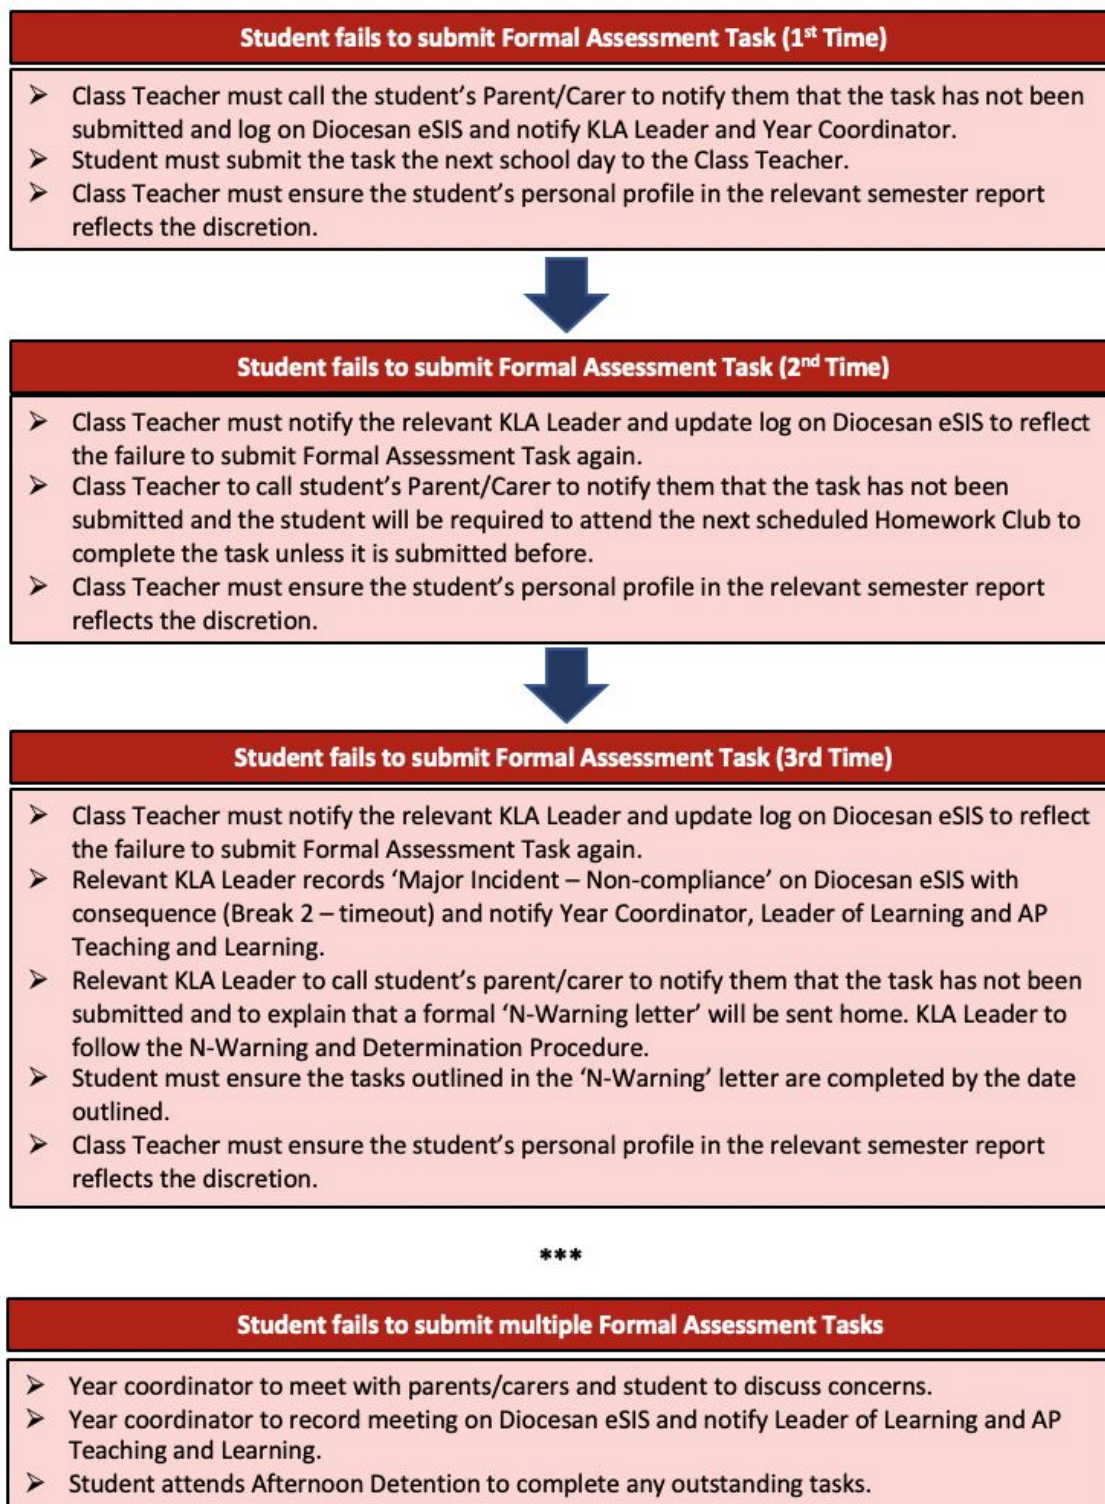 Student fails to submit Formal Assessment Task (1st Time)
➢ Class Teacher must call the student's Parent/Carer to notify them that the task has not been
submitted and log on Diocesan eSIS and notify KLA Leader and Year Coordinator.
➢ Student must submit the task the next school day to the Class Teacher.
➢ Class Teacher must ensure the student's personal profile in the relevant semester report
reflects the discretion.
Student fails to submit Formal Assessment Task (2nd Time)
➢ Class Teacher must notify the relevant KLA Leader and update log on Diocesan eSIS to reflect
the failure to submit Formal Assessment Task again.
➢ Class Teacher to call student's Parent/Carer to notify them that the task has not been
submitted and the student will be required to attend the next scheduled Homework Club to
complete the task unless it is submitted before.
➢ Class Teacher must ensure the student's personal profile in the relevant semester report
reflects the discretion.
Student fails to submit Formal Assessment Task (3rd Time)
➢ Class Teacher must notify the relevant KLA Leader and update log on Diocesan eSIS to reflect
the failure to submit Formal Assessment Task again.
➢ Relevant KLA Leader records 'Major Incident – Non-compliance' on Diocesan eSIS with
consequence (Break 2 – timeout) and notify Year Coordinator, Leader of Learning and AP
Teaching and Learning.
➢ Relevant KLA Leader to call student's parent/carer to notify them that the task has not been
submitted and to explain that a formal 'N-Warning letter' will be sent home. KLA Leader to
follow the N-Warning and Determination Procedure.
➢ Student must ensure the tasks outlined in the 'N-Warning' letter are completed by the date
outlined.
➢ Class Teacher must ensure the student's personal profile in the relevant semester report
reflects the discretion.
***
Student fails to submit multiple Formal Assessment Tasks
➢ Year coordinator to meet with parents/carers and student to discuss concerns.
➢ Year coordinator to record meeting on Diocesan eSIS and notify Leader of Learning and AP
Teaching and Learning.
➢ Student attends Afternoon Detention to complete any outstanding tasks.